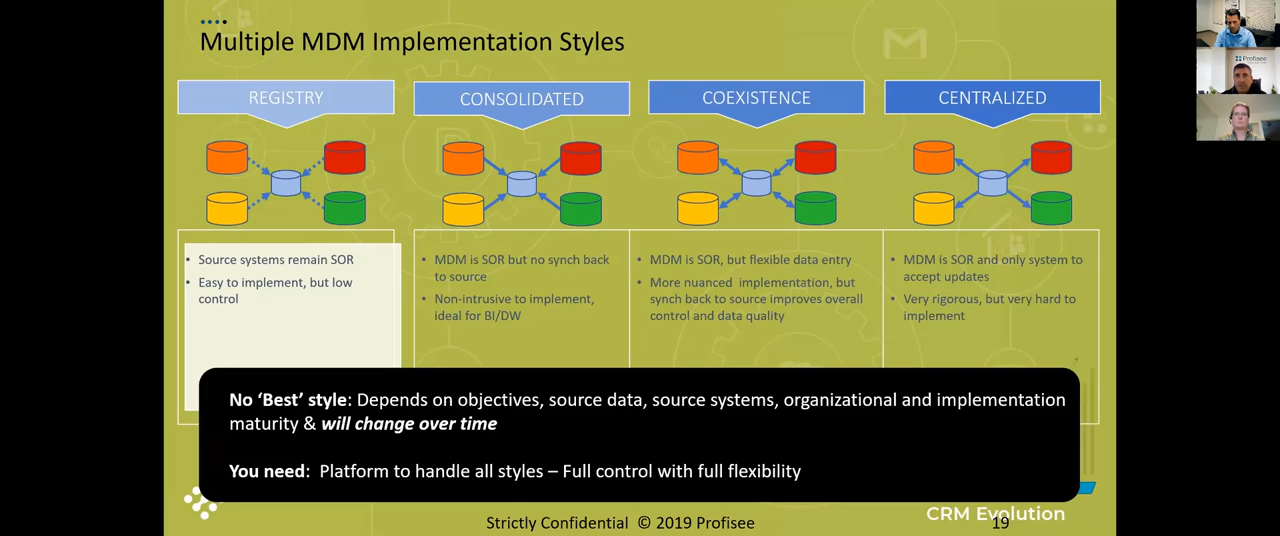 Multiple MDM Implementation Styles
REGISTRY
CONSOLIDATED
COEXISTENCE
CENTRALIZED
• Source systems remain SOR
• Easy to implement, but low
control
• MDM is SOR but no synch back
to source
• Non-intrusive to implement,
ideal for BI/DW
• MDM is SOR, but flexible data entry
• More nuanced implementation, but
synch back to source improves overall
control and data quality
• MDM is SOR and only system to
accept updates
• Very rigorous, but very hard to
implement
No ‘Best’ style: Depends on objectives, source data, source systems, organizational and implementation
maturity & will change over time
You need: Platform to handle all styles – Full control with full flexibility
CRM Evolution
Strictly Confidential © 2019 Profisee
19
Profisee